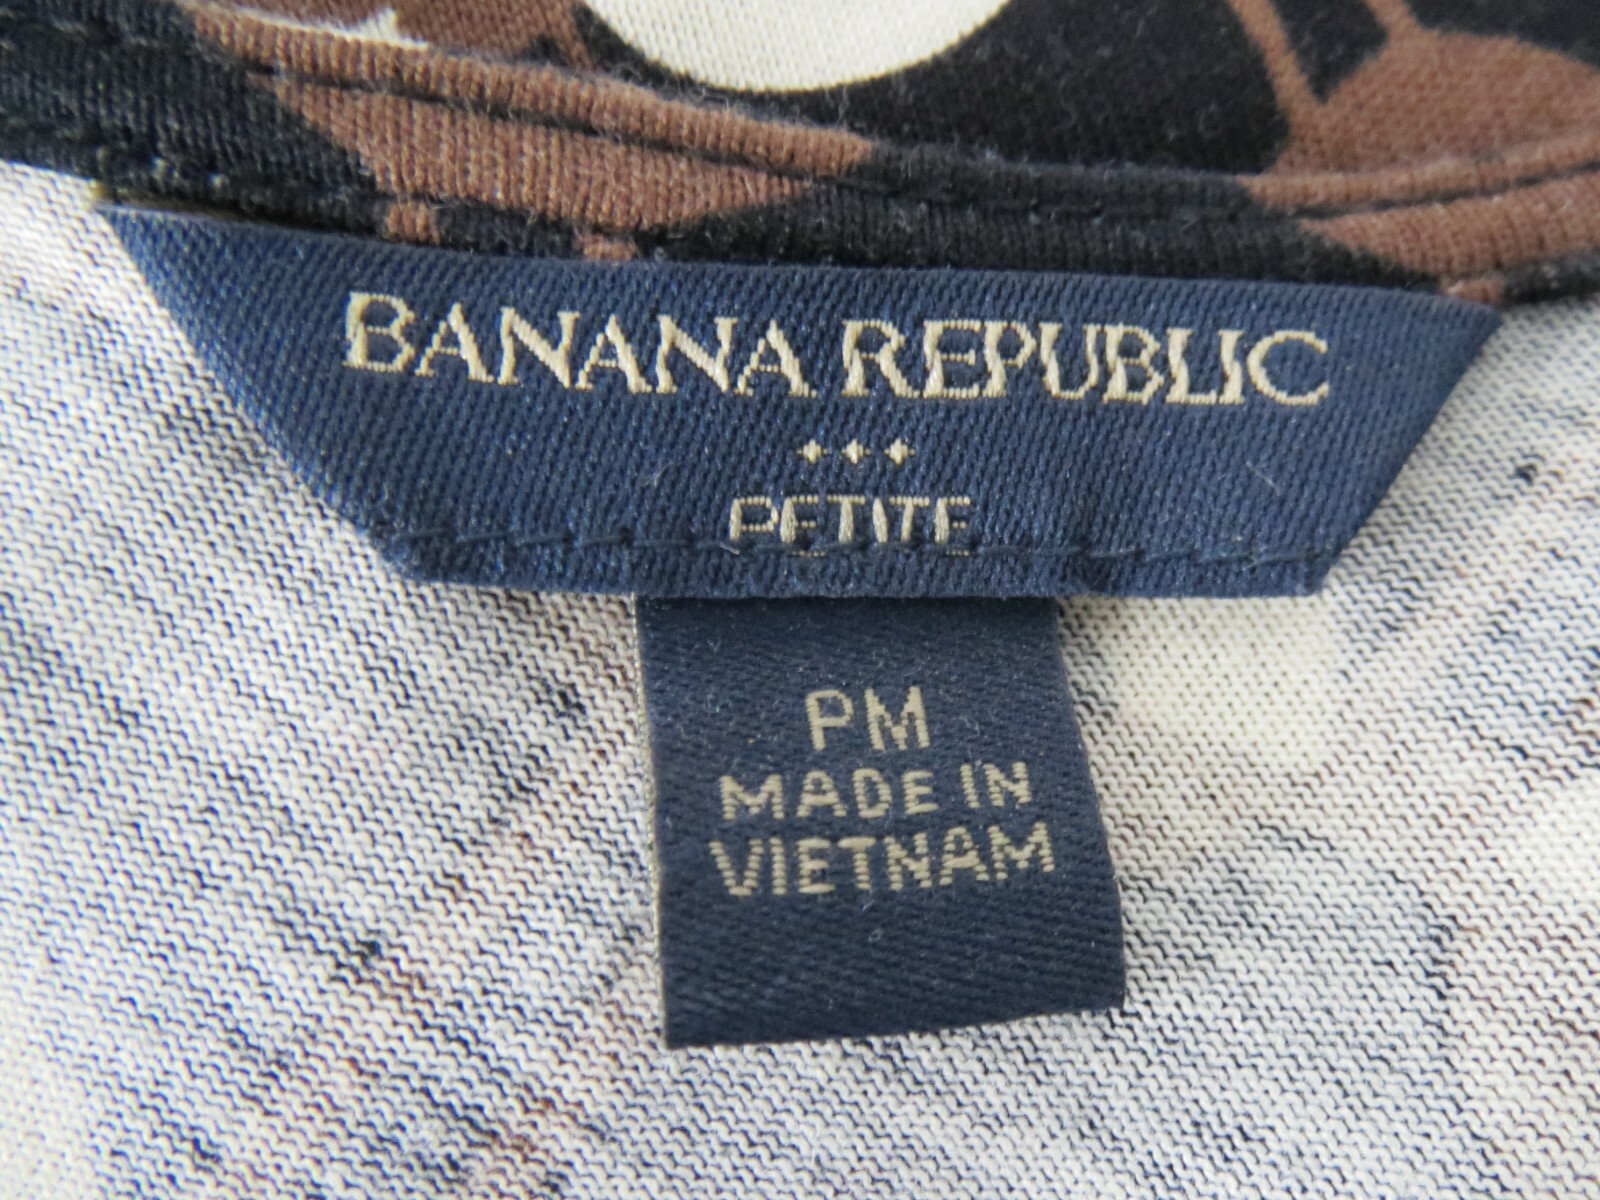 BANANA REPUBLIC
PETITE
PM
MADE IN
VIETNAM